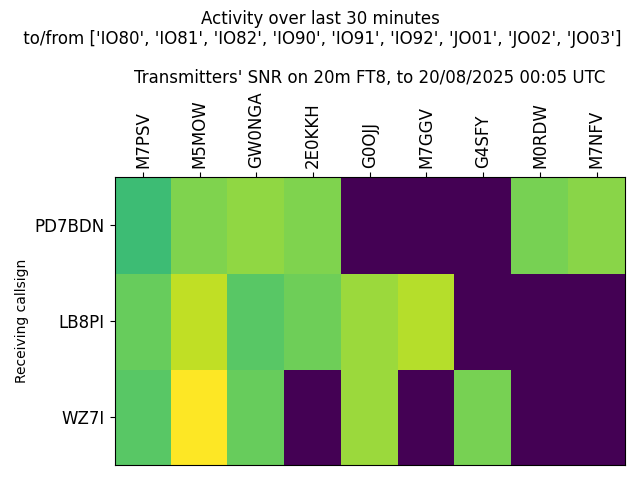 Activity over last 30 minutes
to/from ['IO80', 'IO81', 'IO82', 'IO90', 'IO91', 'IO92', 'JO01', 'JO02', 'JO03']
Transmitters' SNR on 20m FT8, to 20/08/2025 00:05 UTC
M7PSV
M5MOW
GW0NGA
2E0KKH
G0OJJ
M7GGV
G4SFY
M0RDW
M7NFV
Receiving callsign
PD7BDN
LB8PI
WZ7I